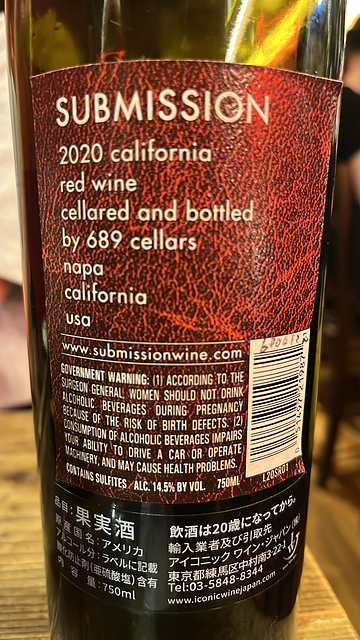 SUBMISSION
2020 california
red wine
cellared and bottled
by 689 cellars
napa
california
usa
www.submissionwine.com
GOVERNMENT WARNING: (1) ACCORDING TO THE
SURGEON GENERAL, WOMEN SHOULD NOT DRINK
ALCOHOLIC BEVERAGES DURING PREGNANCY
BECAUSE OF THE RISK OF BIRTH DEFECTS. (2)
CONSUMPTION OF ALCOHOLIC BEVERAGES IMPAIRS
YOUR ABILITY TO DRIVE A CAR OR OPERATE
MACHINERY, AND MAY CAUSE HEALTH PROBLEMS.
CONTAINS SULFITES ALC. 14.5% BY VOL. 750ML
L20SR01
品目:果実酒
原産国名:アメリカ
アルコール分:ラベルに記載
酸化防止剤(亜硫酸塩)含有
内 容 量:750ml
飲酒は20歳になってから。
輸入業者及び引取先
アイコニック ワイン・ジャパン(株)
東京都練馬区中村南3-22-
Tel:03-5848-8344
www.iconicwinejapan.com